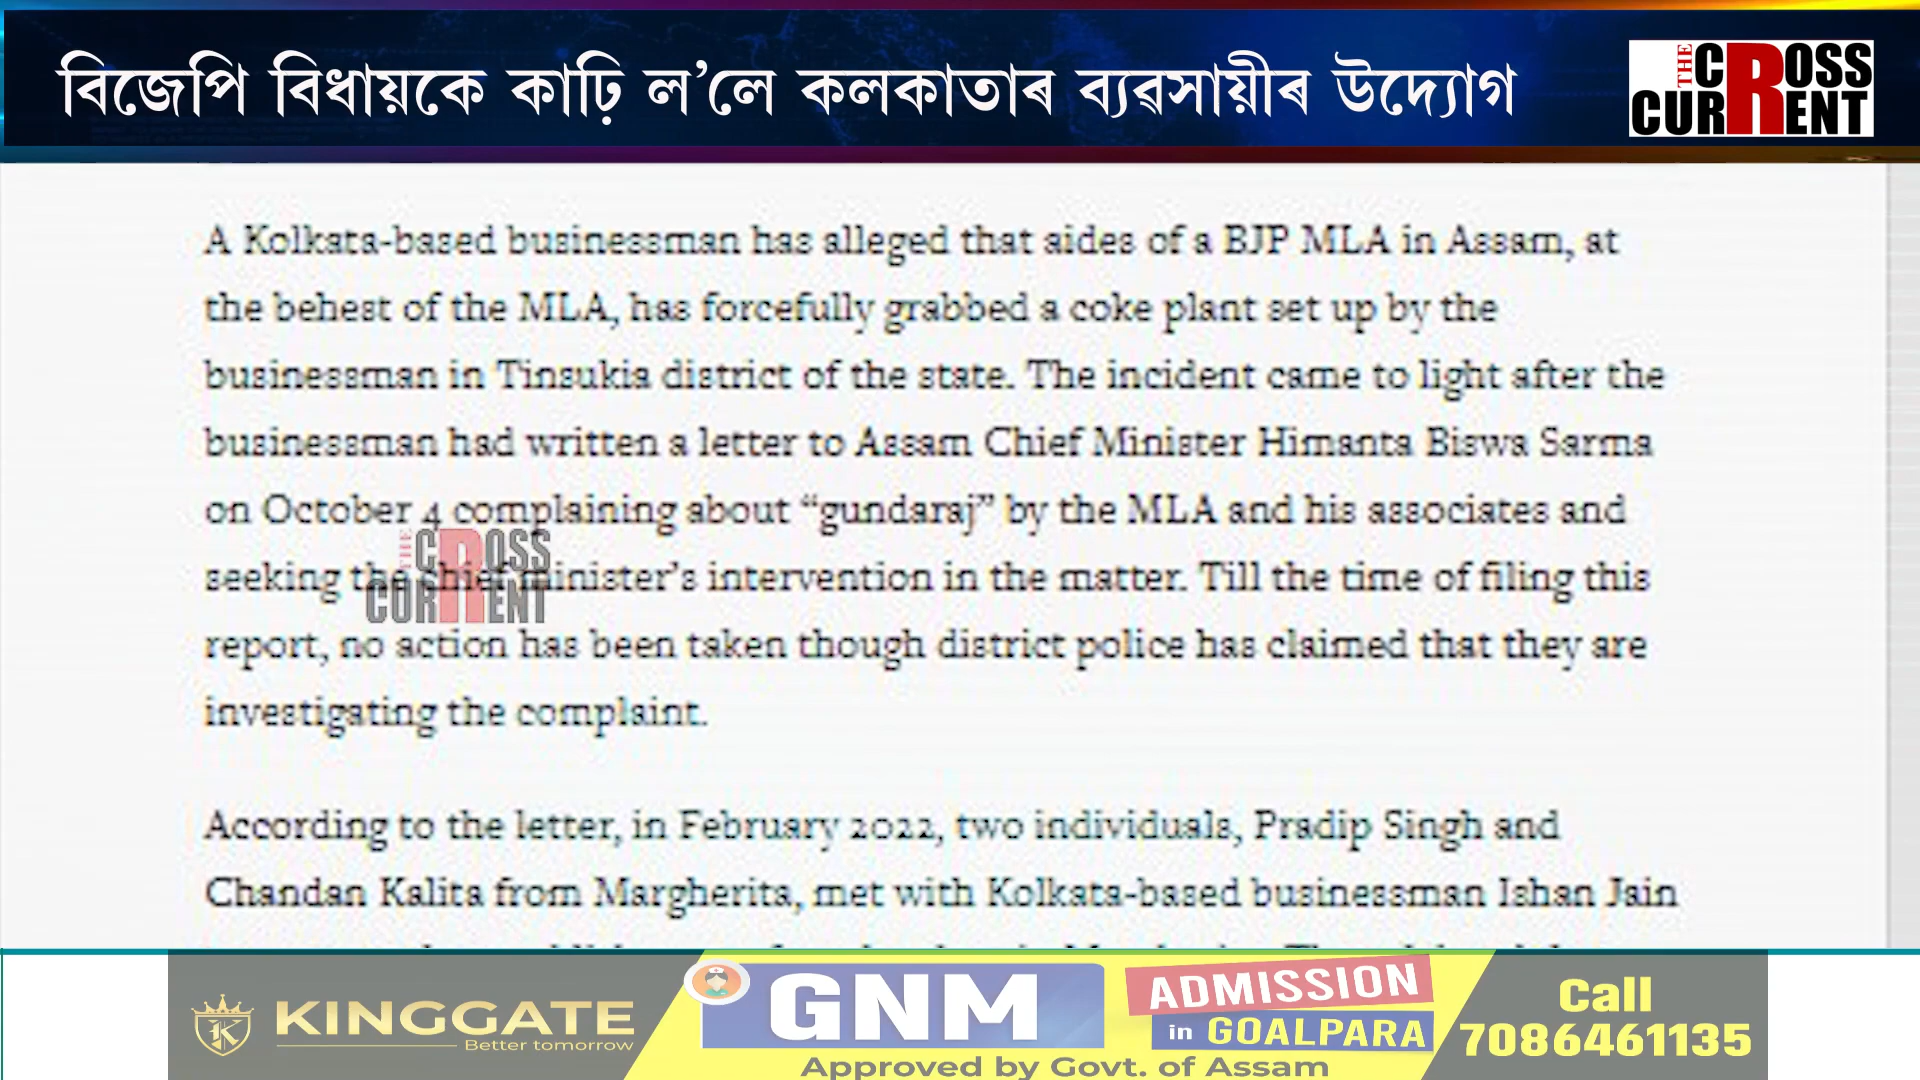 বিজেপি বিধায়কে কাঢ়ি ল’লে কলকাতাৰ ব্যৱসায়ীৰ উদ্যোগ
THE CROSS CURRENT
A Kolkata-based businessman has alleged that aides of a BJP MLA in Assam, at
the behest of the MLA, has forcefully grabbed a coke plant set up by the
businessman in Tinsukia district of the state. The incident came to light after the
businessman had written a letter to Assam Chief Minister Himanta Biswa Sarma
on October 4 complaining about “gundaraj” by the MLA and his associates and
seeking the chief minister’s intervention in the matter. Till the time of filing this
report, no action has been taken though district police has claimed that they are
investigating the complaint.
THE CROSS CURRENT
According to the letter, in February 2022, two individuals, Pradip Singh and
Chandan Kalita from Margherita, met with Kolkata-based businessman Ishan Jain
KINGGATE
Better tomorrow
GNM
ADMISSION
in GOALPARA
Approved by Govt. of Assam
Call
7086461135